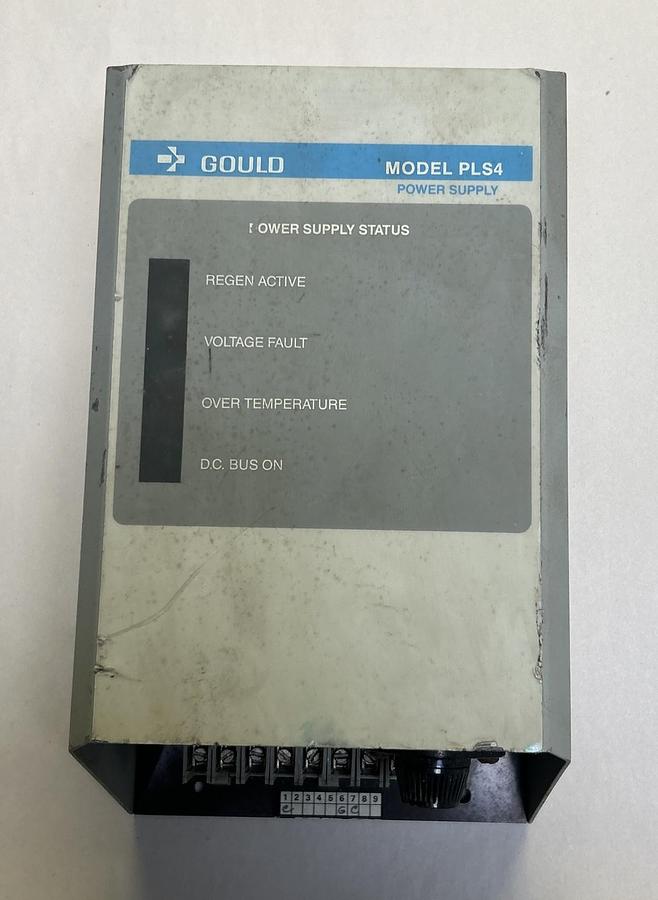 GOULD
MODEL PLS4
POWER SUPPLY
POWER SUPPLY STATUS
REGEN ACTIVE
VOLTAGE FAULT
OVER TEMPERATURE
D.C. BUS ON
1 2 3 4 5 6 7 8 9